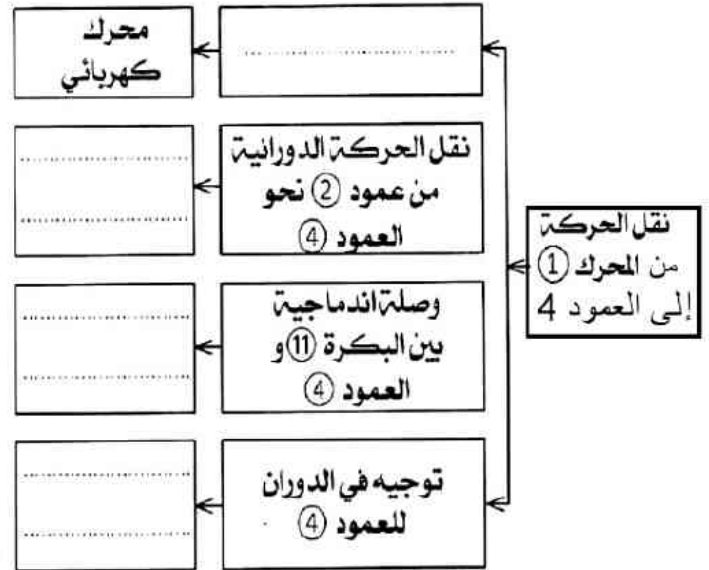 محرك
كهربائي
نقل الحركة الدورانية
من عمود ② نحو
العمود ④
نقل الحركة
من المحرك ①
إلى العمود 4
وصلة اندماجية
بين البكرة ⑪ و
العمود ④
توجيه في الدوران
للعمود ④